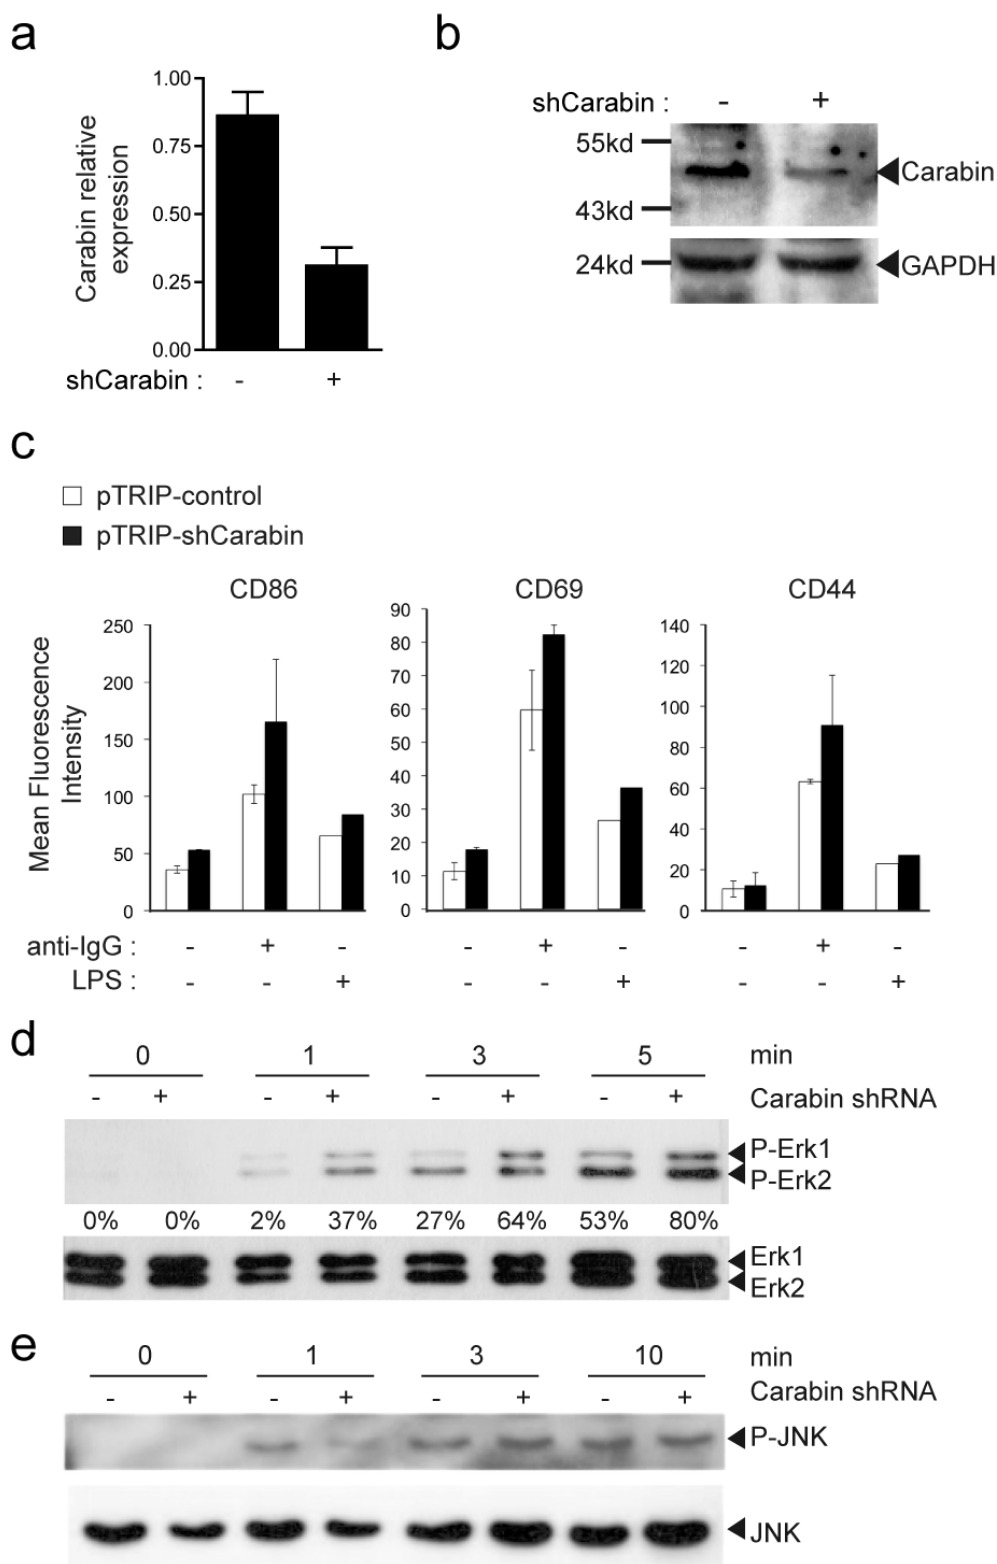 a
1.00
0.75
0.50
0.25
0.00
Carabin relative
expression
shCarabin : - +
b
shCarabin : - +
55kd
Carabin
43kd
24kd
GAPDH
c
pTRIP-control
pTRIP-shCarabin
CD86
CD69
CD44
Mean Fluorescence
Intensity
250
200
150
100
50
0
90
80
70
60
50
40
30
20
10
0
140
120
100
80
60
40
20
0
anti-IgG : - + - - + - - + -
LPS : - - + - - + - - +
d
0 1 3 5 min
- + - + - + - + Carabin shRNA
P-Erk1
P-Erk2
0% 0% 2% 37% 27% 64% 53% 80%
Erk1
Erk2
e
0 1 3 10 min
- + - + - + - + Carabin shRNA
P-JNK
JNK